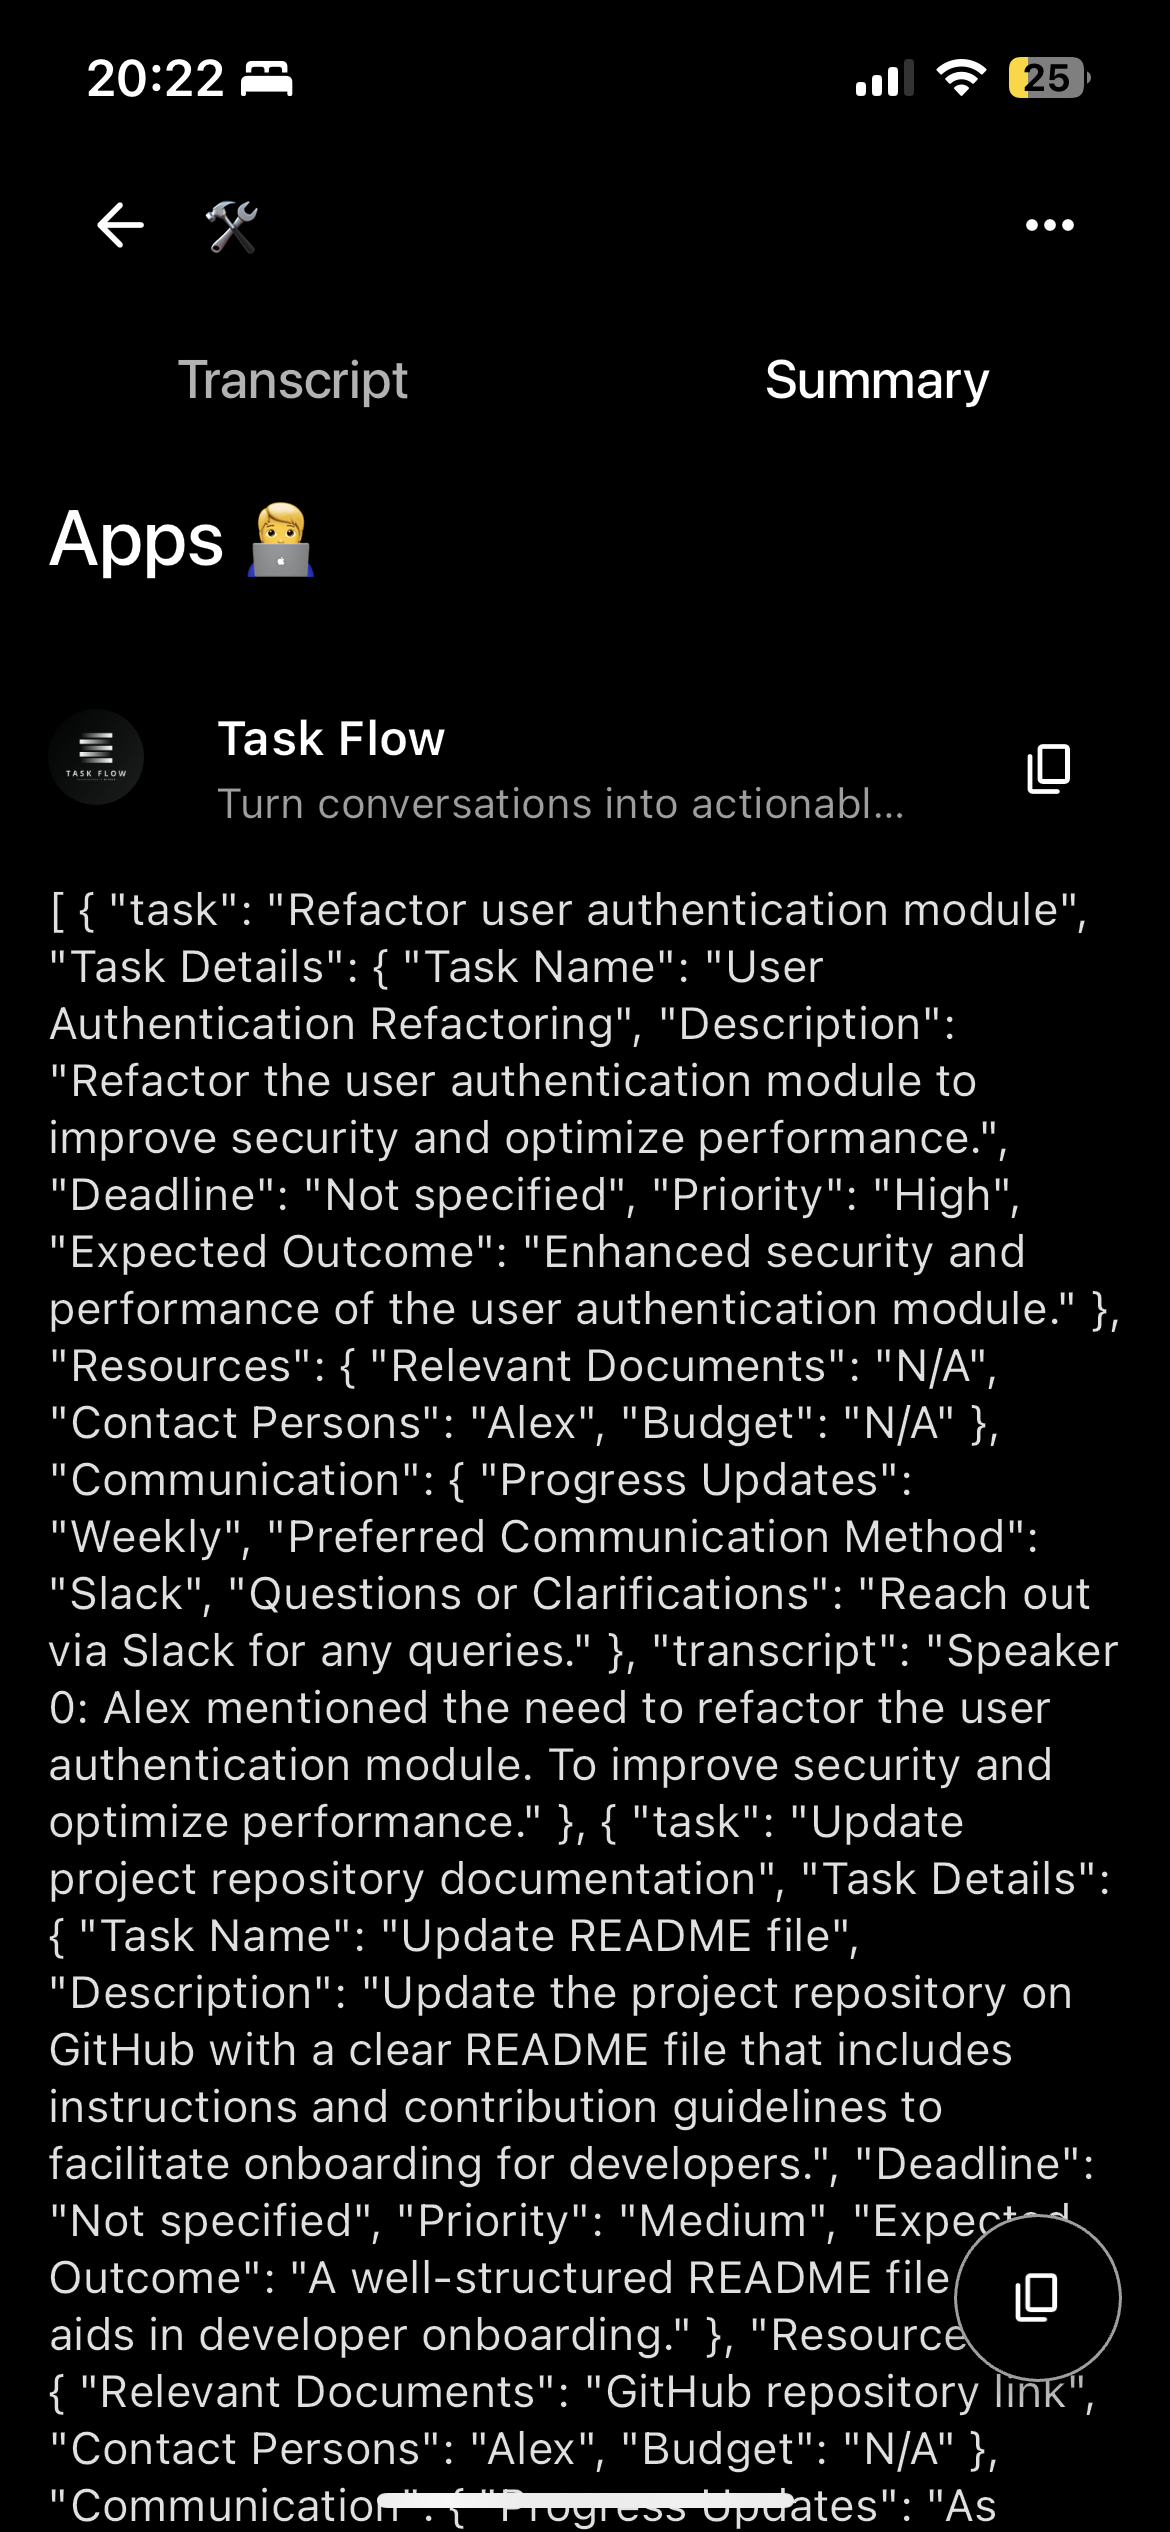 20:22
25
Transcript
Summary
Apps
TASK FLOW
Task Flow
Turn conversations into actionabl...
[ { "task": "Refactor user authentication module",
"Task Details": { "Task Name": "User
Authentication Refactoring", "Description":
"Refactor the user authentication module to
improve security and optimize performance.",
"Deadline": "Not specified", "Priority": "High",
"Expected Outcome": "Enhanced security and
performance of the user authentication module." },
"Resources": { "Relevant Documents": "N/A",
"Contact Persons": "Alex", "Budget": "N/A" },
"Communication": { "Progress Updates":
"Weekly", "Preferred Communication Method":
"Slack", "Questions or Clarifications": "Reach out
via Slack for any queries." }, "transcript": "Speaker
0: Alex mentioned the need to refactor the user
authentication module. To improve security and
optimize performance." }, { "task": "Update
project repository documentation", "Task Details":
{ "Task Name": "Update README file",
"Description": "Update the project repository on
GitHub with a clear README file that includes
instructions and contribution guidelines to
facilitate onboarding for developers.", "Deadline":
"Not specified", "Priority": "Medium", "Expected
Outcome": "A well-structured README file
aids in developer onboarding." }, "Resource
{ "Relevant Documents": "GitHub repository link",
"Contact Persons": "Alex", "Budget": "N/A" },
"Communication": { "Progress Updates": "As